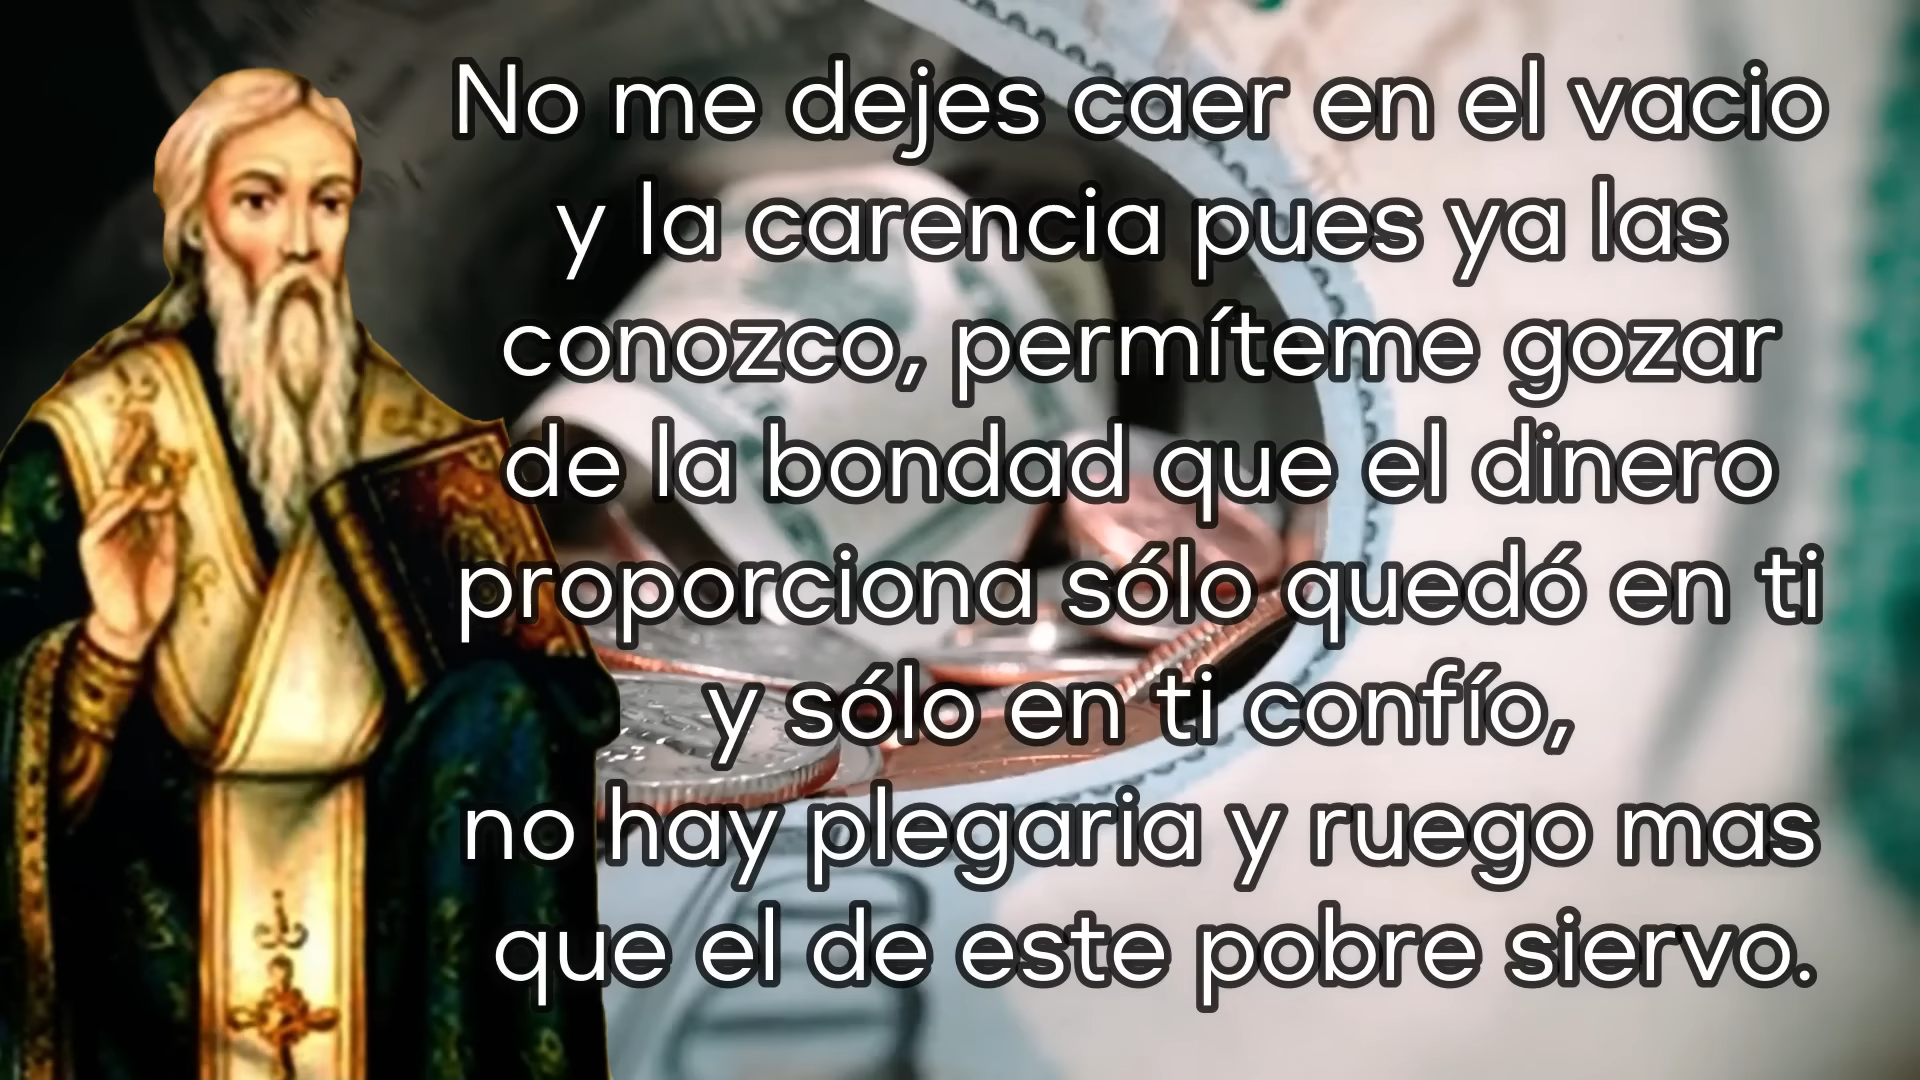 No me dejes caer en el vacio
y la carencia pues ya las
conozco, permíteme gozar
de la bondad que el dinero
proporciona sólo quedó en ti
y sólo en ti confío,
no hay plegaria y ruego mas
que el de este pobre siervo.